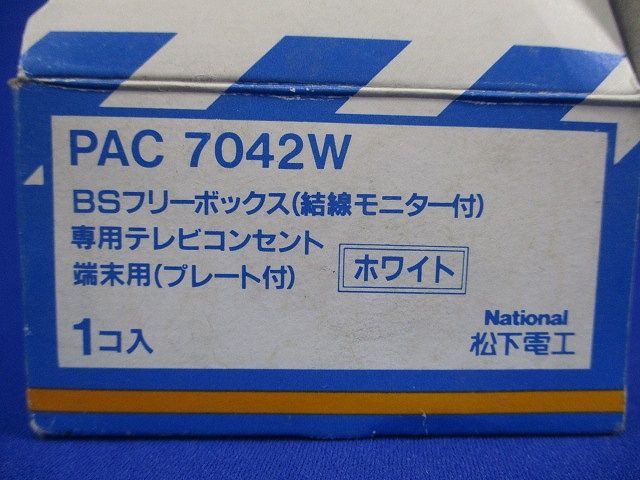 PAC 7042W
BSフリーボックス(結線モニター付)
専用テレビコンセント
端末用(プレート付)
ホワイト
1コ入
National
松下電工